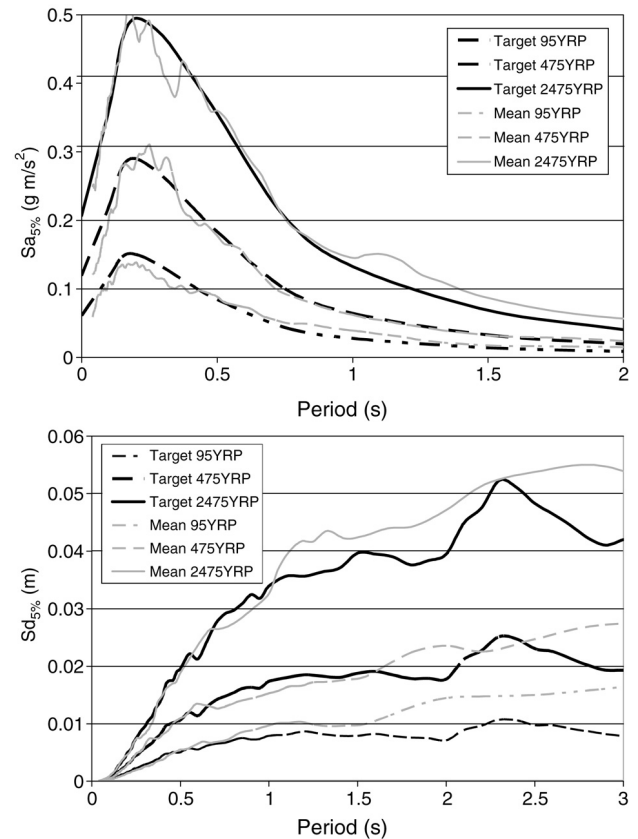 0.5
0.4
0.3
0.2
0.1
0
Sa5% (g m/s²)
Target 95YRP
Target 475YRP
Target 2475YRP
Mean 95YRP
Mean 475YRP
Mean 2475YRP
0 0.5 1 1.5 2
Period (s)
0.06
0.05
0.04
0.03
0.02
0.01
0
Sd5% (m)
Target 95YRP
Target 475YRP
Target 2475YRP
Mean 95YRP
Mean 475YRP
Mean 2475YRP
0 0.5 1 1.5 2 2.5 3
Period (s)